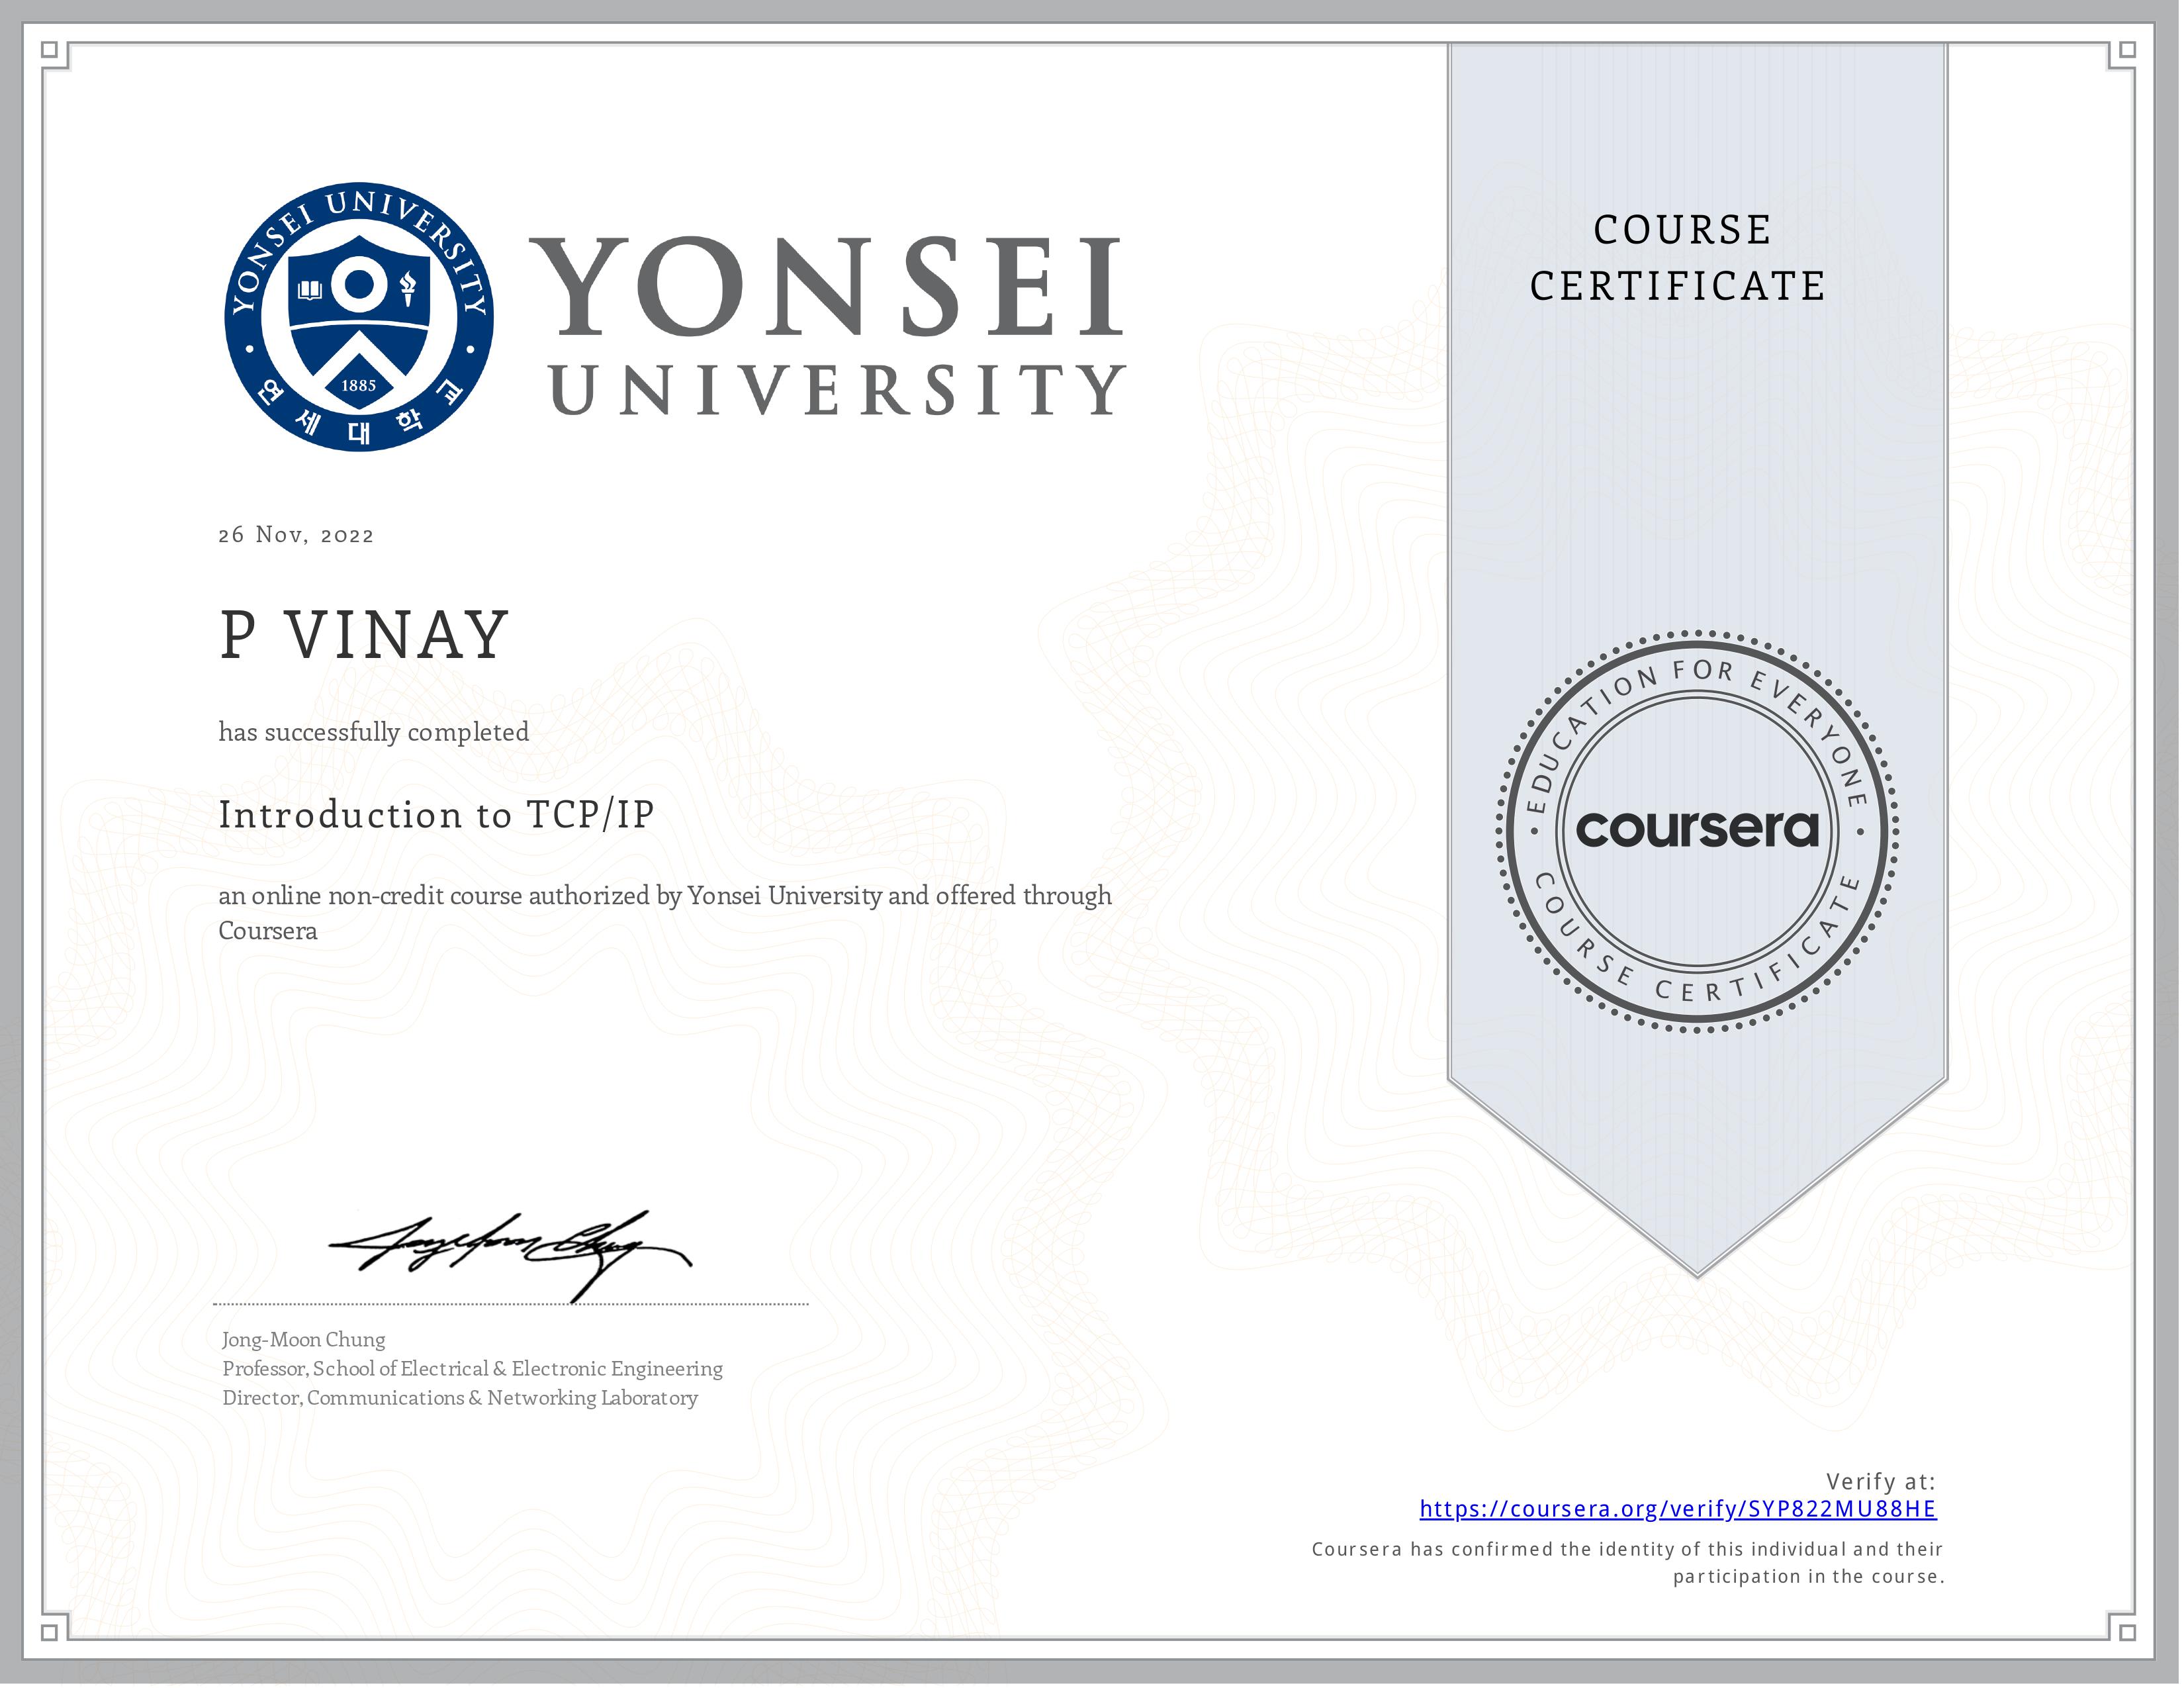 YONSEI UNIVERSITY
1885
연세대학교
YONSEI
UNIVERSITY
COURSE
CERTIFICATE
26 Nov, 2022
P VINAY
has successfully completed
Introduction to TCP/IP
an online non-credit course authorized by Yonsei University and offered through
Coursera
EDUCATION FOR EVERYONE
coursera
COURSE CERTIFICATE
Jong-Moon Chung
Jong-Moon Chung
Professor, School of Electrical & Electronic Engineering
Director, Communications & Networking Laboratory
Verify at:
https://coursera.org/verify/SYP822MU88HE
Coursera has confirmed the identity of this individual and their
participation in the course.